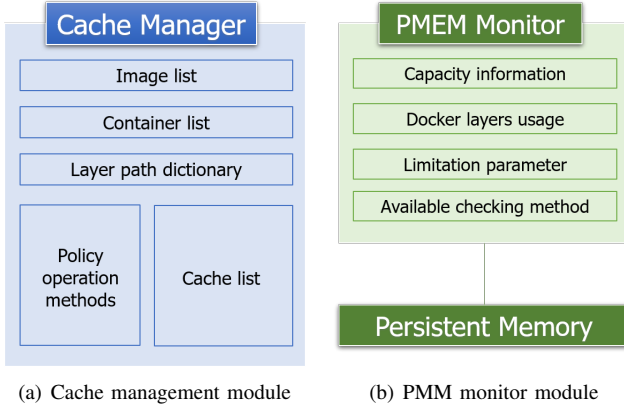 Cache Manager
Image list
Container list
Layer path dictionary
Policy
operation
methods
Cache list
(a) Cache management module
PMEM Monitor
Capacity information
Docker layers usage
Limitation parameter
Available checking method
Persistent Memory
(b) PMM monitor module